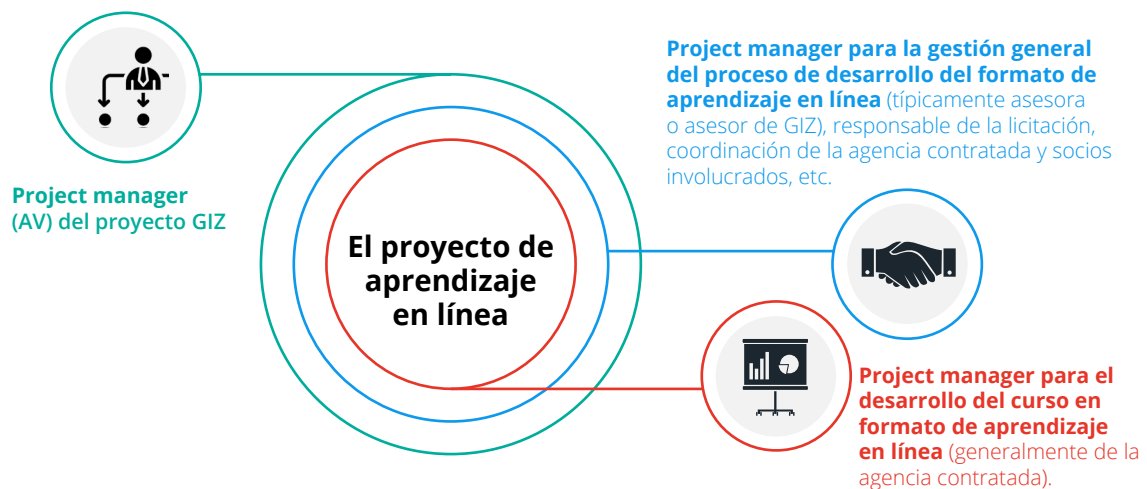 Project manager
(AV) del proyecto GIZ
El proyecto de
aprendizaje
en línea
Project manager para la gestión general
del proceso de desarrollo del formato de
aprendizaje en línea (típicamente asesora
o asesor de GIZ), responsable de la licitación,
coordinación de la agencia contratada y socios
involucrados, etc.
Project manager para el
desarrollo del curso en
formato de aprendizaje
en línea (generalmente de la
agencia contratada).